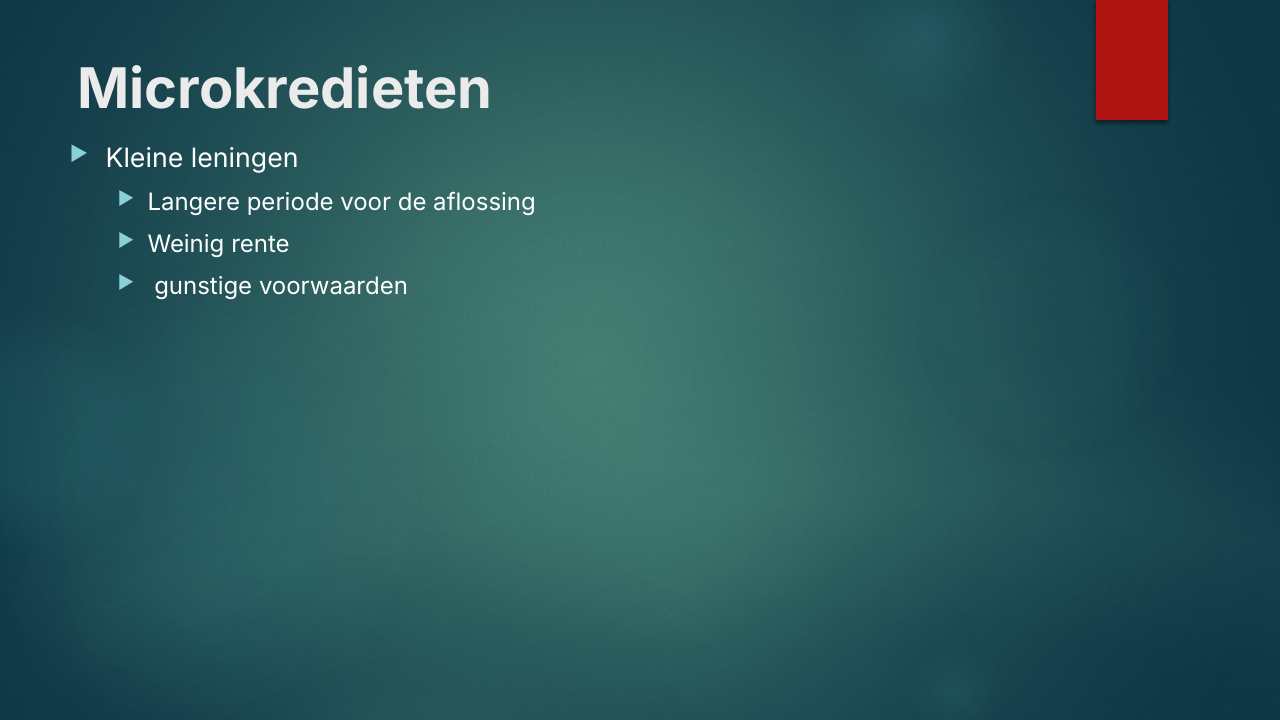 Microkredieten
Kleine leningen
Langere periode voor de aflossing
Weinig rente
gunstige voorwaarden